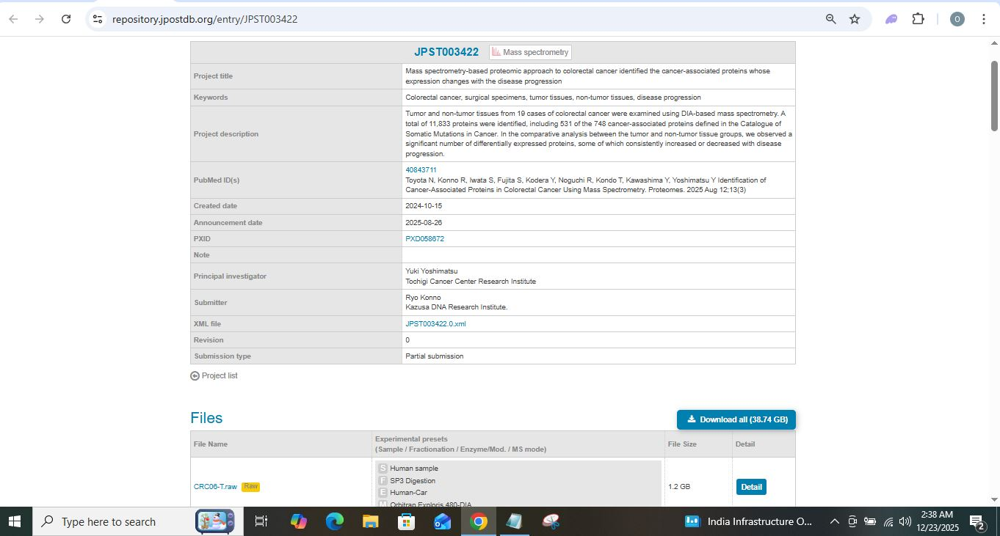 repository.jpostdb.org/entry/JPST003422
O
JPST003422 Mass spectrometry
Project title
Mass spectrometry-based proteomic approach to colorectal cancer identified the cancer-associated proteins whose
expression changes with the disease progression
Keywords
Colorectal cancer, surgical specimens, tumor tissues, non-tumor tissues, disease progression
Project description
Tumor and non-tumor tissues from 19 cases of colorectal cancer were examined using DIA-based mass spectrometry. A
total of 11,833 proteins were identified, including 531 of the 748 cancer-associated proteins defined in the Catalogue of
Somatic Mutations in Cancer. In the comparative analysis between the tumor and non-tumor tissue groups, we observed a
significant number of differentially expressed proteins, some of which consistently increased or decreased with disease
progression.
PubMed ID(s)
40843711
Toyota N, Konno R, Iwata S, Fujita S, Kodera Y, Noguchi R, Kondo T, Kawashima Y, Yoshimatsu Y Identification of
Cancer-Associated Proteins in Colorectal Cancer Using Mass Spectrometry. Proteomes. 2025 Aug 12;13(3)
Created date
2024-10-15
Announcement date
2025-08-26
PXID
PXD058672
Note
Principal investigator
Yuki Yoshimatsu
Tochigi Cancer Center Research Institute
Submitter
Ryo Konno
Kazusa DNA Research Institute.
XML file
JPST003422.0.xml
Revision
0
Submission type
Partial submission
Project list
Files
Download all (38.74 GB)
File Name
Experimental presets
(Sample / Fractionation / Enzyme/Mod. / MS mode)
File Size
Detail
CRC06-T.raw Raw
S Human sample
F SP3 Digestion
E Human-Car
M Orbitrap Exploris 480-DIA
1.2 GB
Detail
Type here to search
India Infrastructure O...
2:38 AM
12/23/2025
2